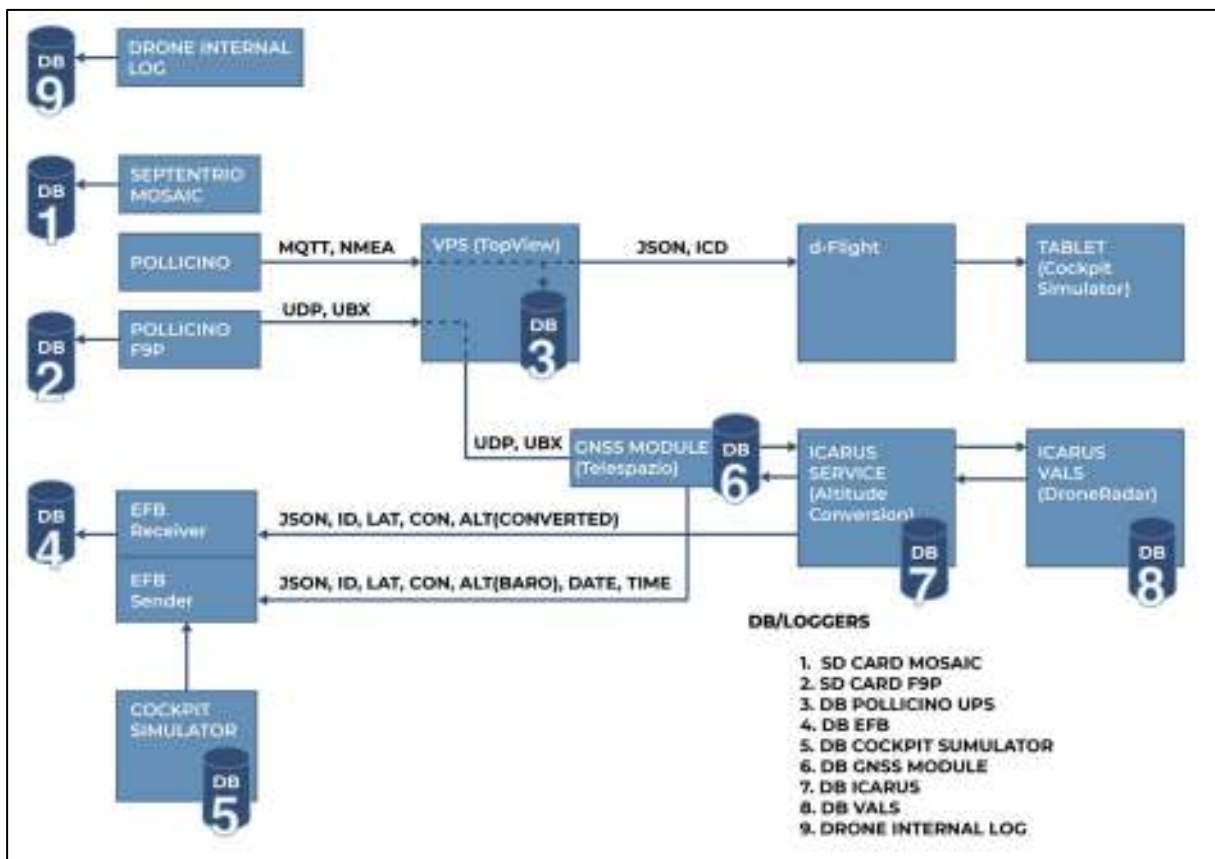 DB
9
DRONE INTERNAL
LOG
DB
1
SEPTENTRIO
MOSAIC
POLLICINO
MQTT, NMEA
VPS (TopView)
JSON, ICD
d-Flight
TABLET
(Cockpit
Simulator)
DB
2
POLLICINO
F9P
UDP, UBX
DB
3
UDP, UBX
GNSS MODULE
(Telespazio)
DB
6
ICARUS
SERVICE
(Altitude
Conversion)
DB
7
ICARUS
VALS
(DroneRadar)
DB
8
DB
4
EFB
Receiver
JSON, ID, LAT, CON, ALT(CONVERTED)
EFB
Sender
JSON, ID, LAT, CON, ALT(BARO), DATE, TIME
COCKPIT
SIMULATOR
DB
5
DB/LOGGERS
1. SD CARD MOSAIC
2. SD CARD F9P
3. DB POLLICINO UPS
4. DB EFB
5. DB COCKPIT SUMULATOR
6. DB GNSS MODULE
7. DB ICARUS
8. DB VALS
9. DRONE INTERNAL LOG